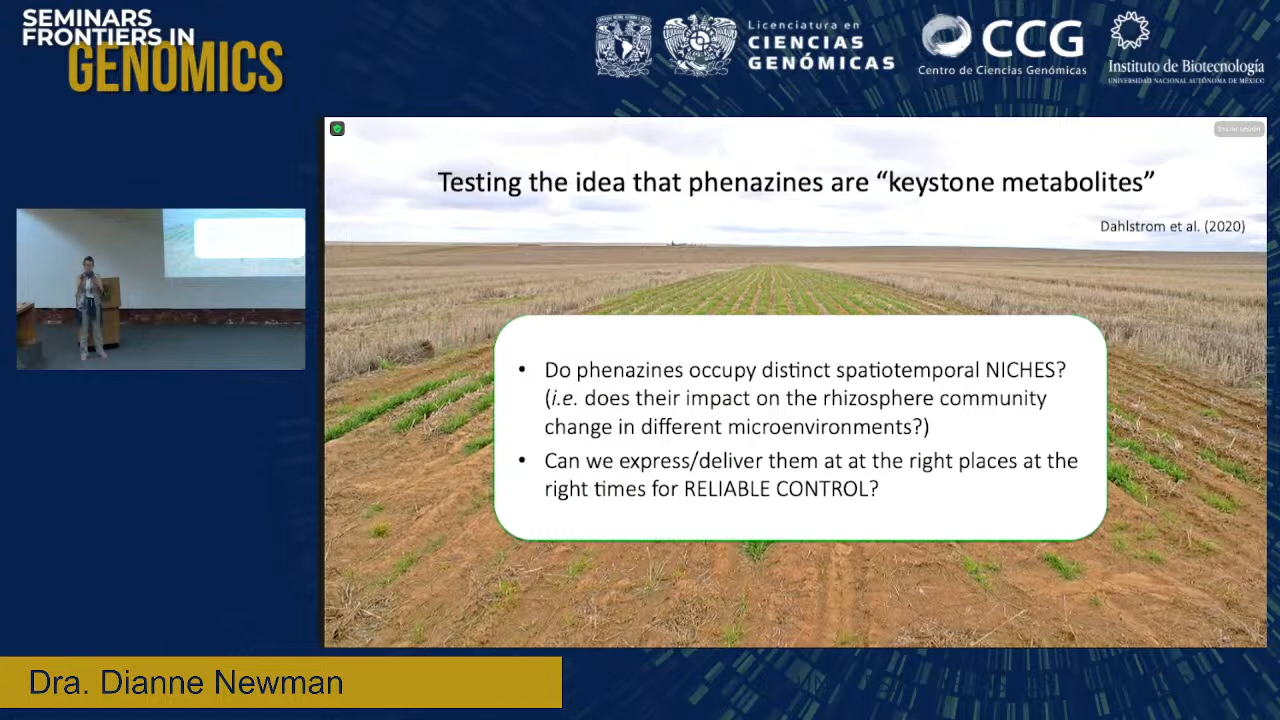 SEMINARS
FRONTIERS IN
GENOMICS
Licenciatura en
CIENCIAS
GENÓMICAS
CCG
Centro de Ciencias Genómicas
Instituto de Biotecnología
UNIVERSIDAD NACIONAL AUTÓNOMA DE MÉXICO
Iniciar sesión
Testing the idea that phenazines are “keystone metabolites”
Dahlstrom et al. (2020)
• Do phenazines occupy distinct spatiotemporal NICHES?
(i.e. does their impact on the rhizosphere community
change in different microenvironments?)
• Can we express/deliver them at at the right places at the
right times for RELIABLE CONTROL?
Dra. Dianne Newman